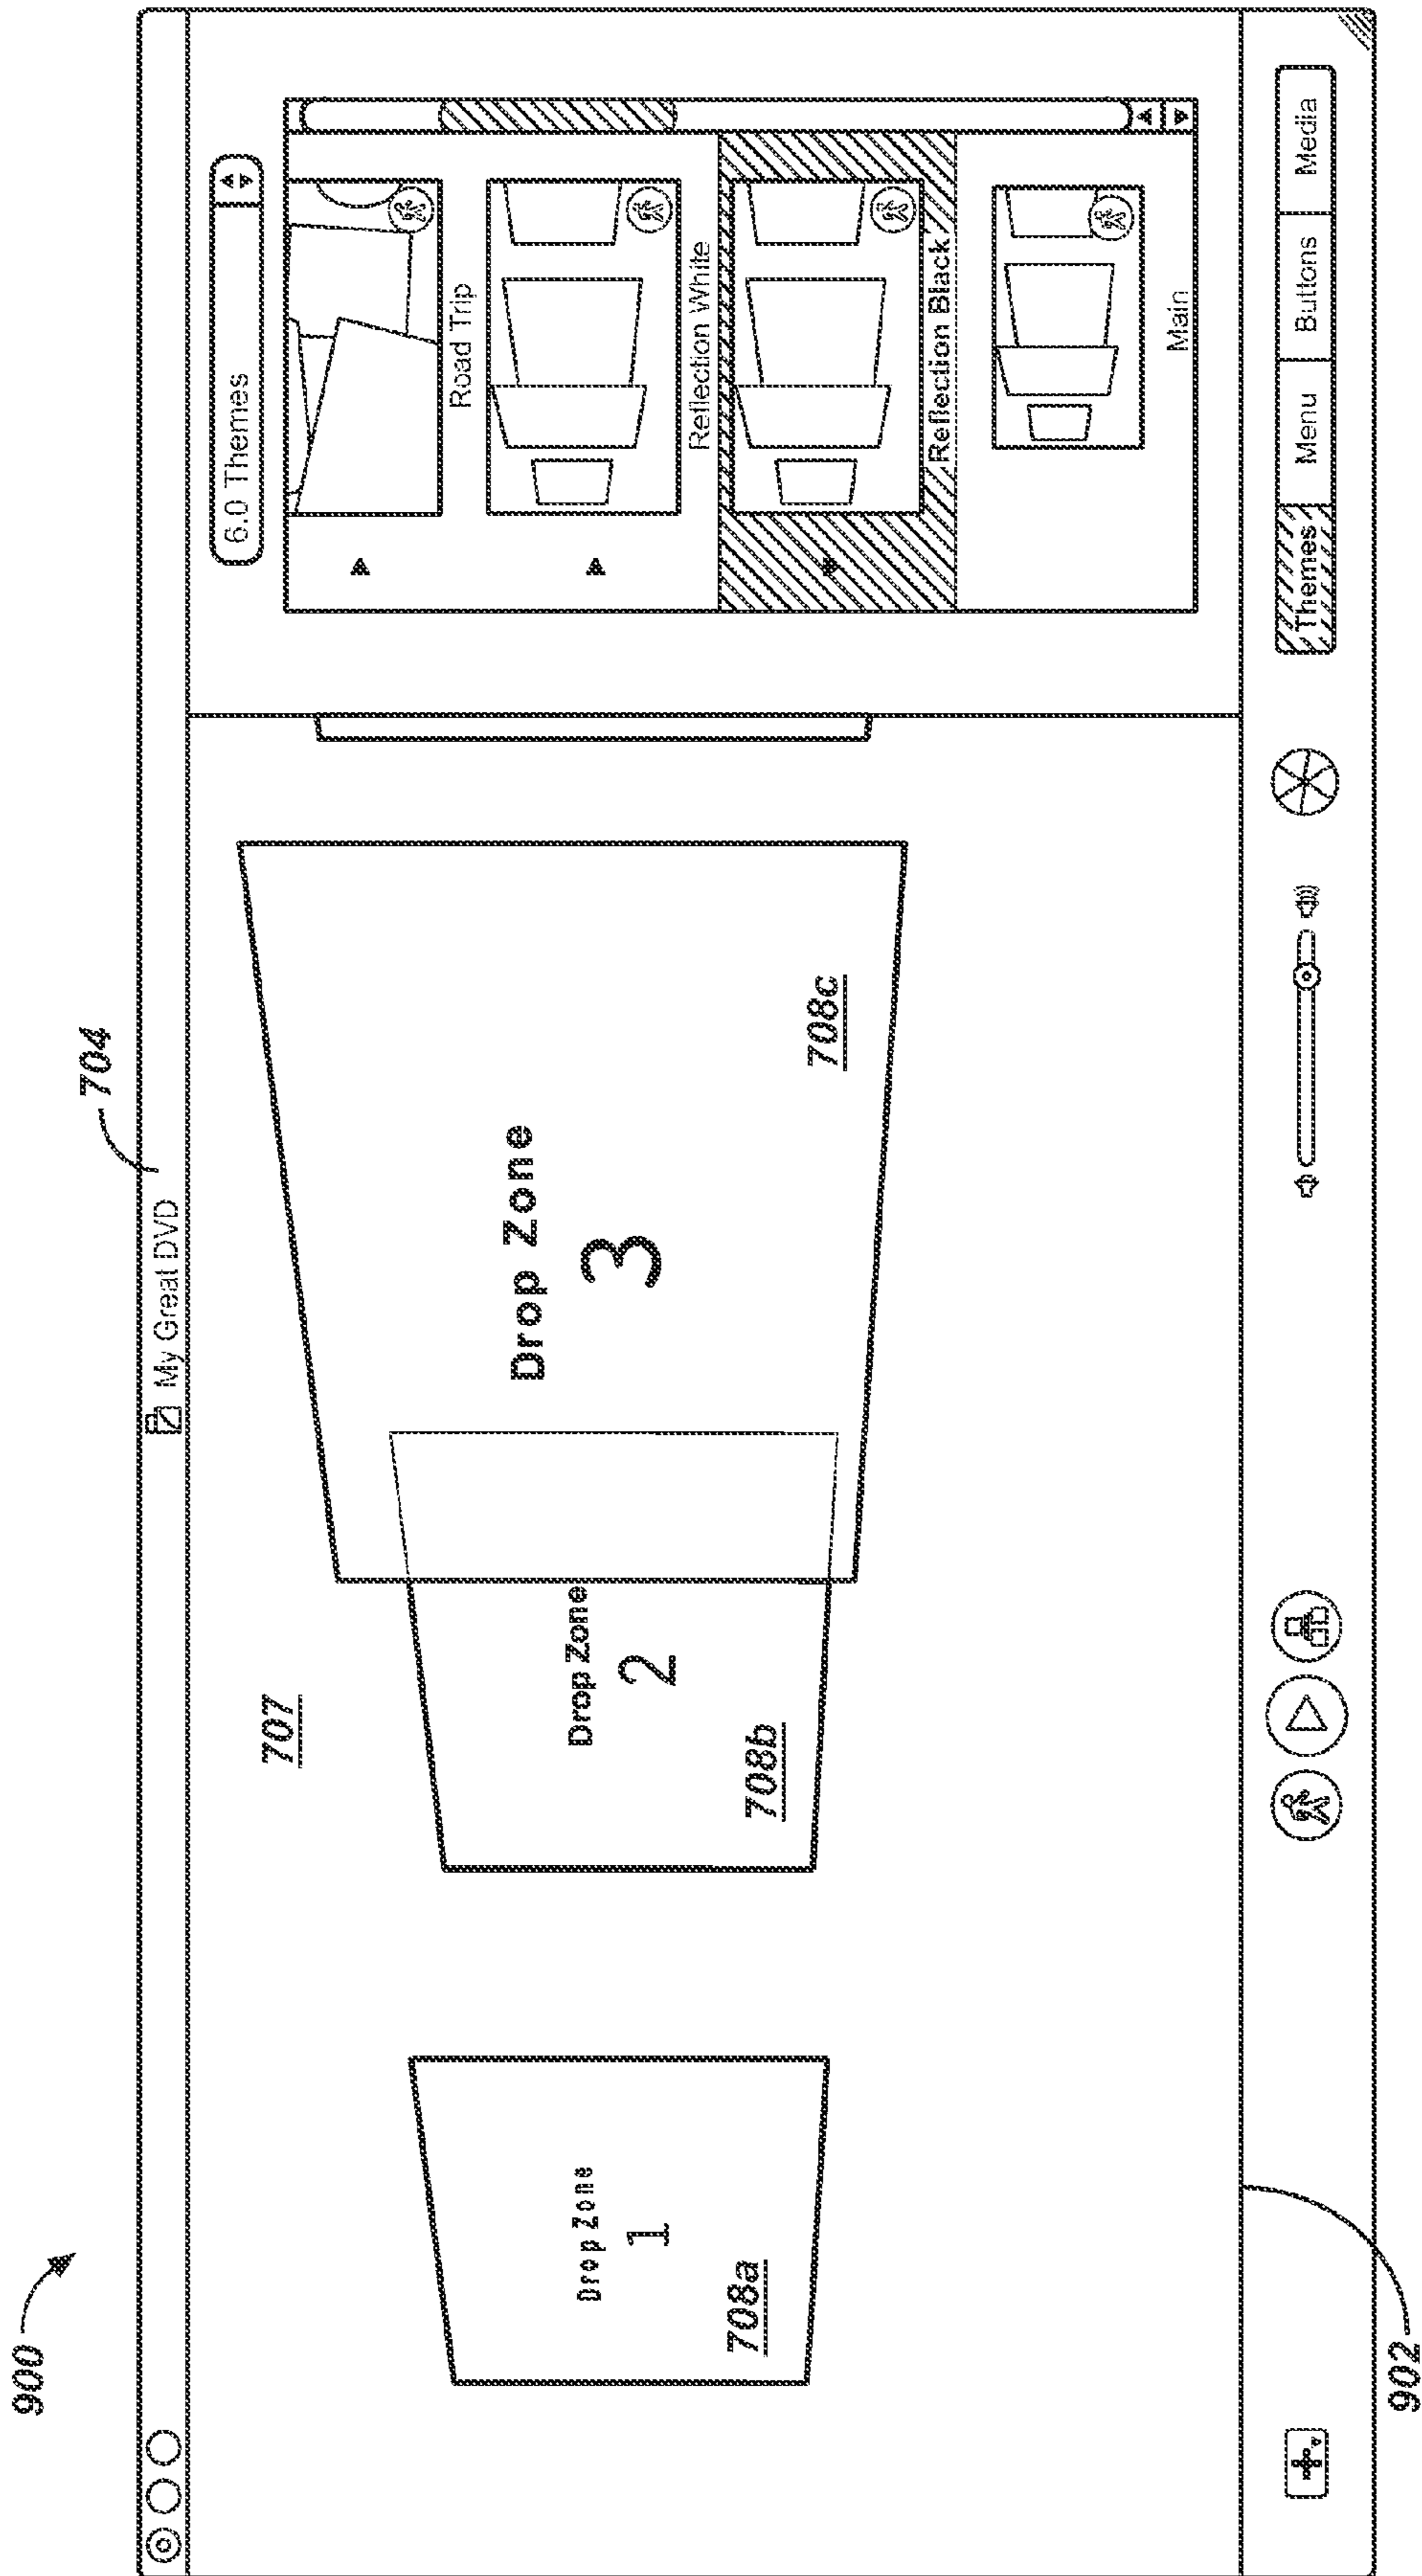 900
704
My Great DVD
707
Drop Zone
1
708a
Drop Zone
2
708b
Drop Zone
3
708c
6.0 Themes
Road Trip
Reflection White
Reflection Black
Main
Themes
Menu
Buttons
Media
902